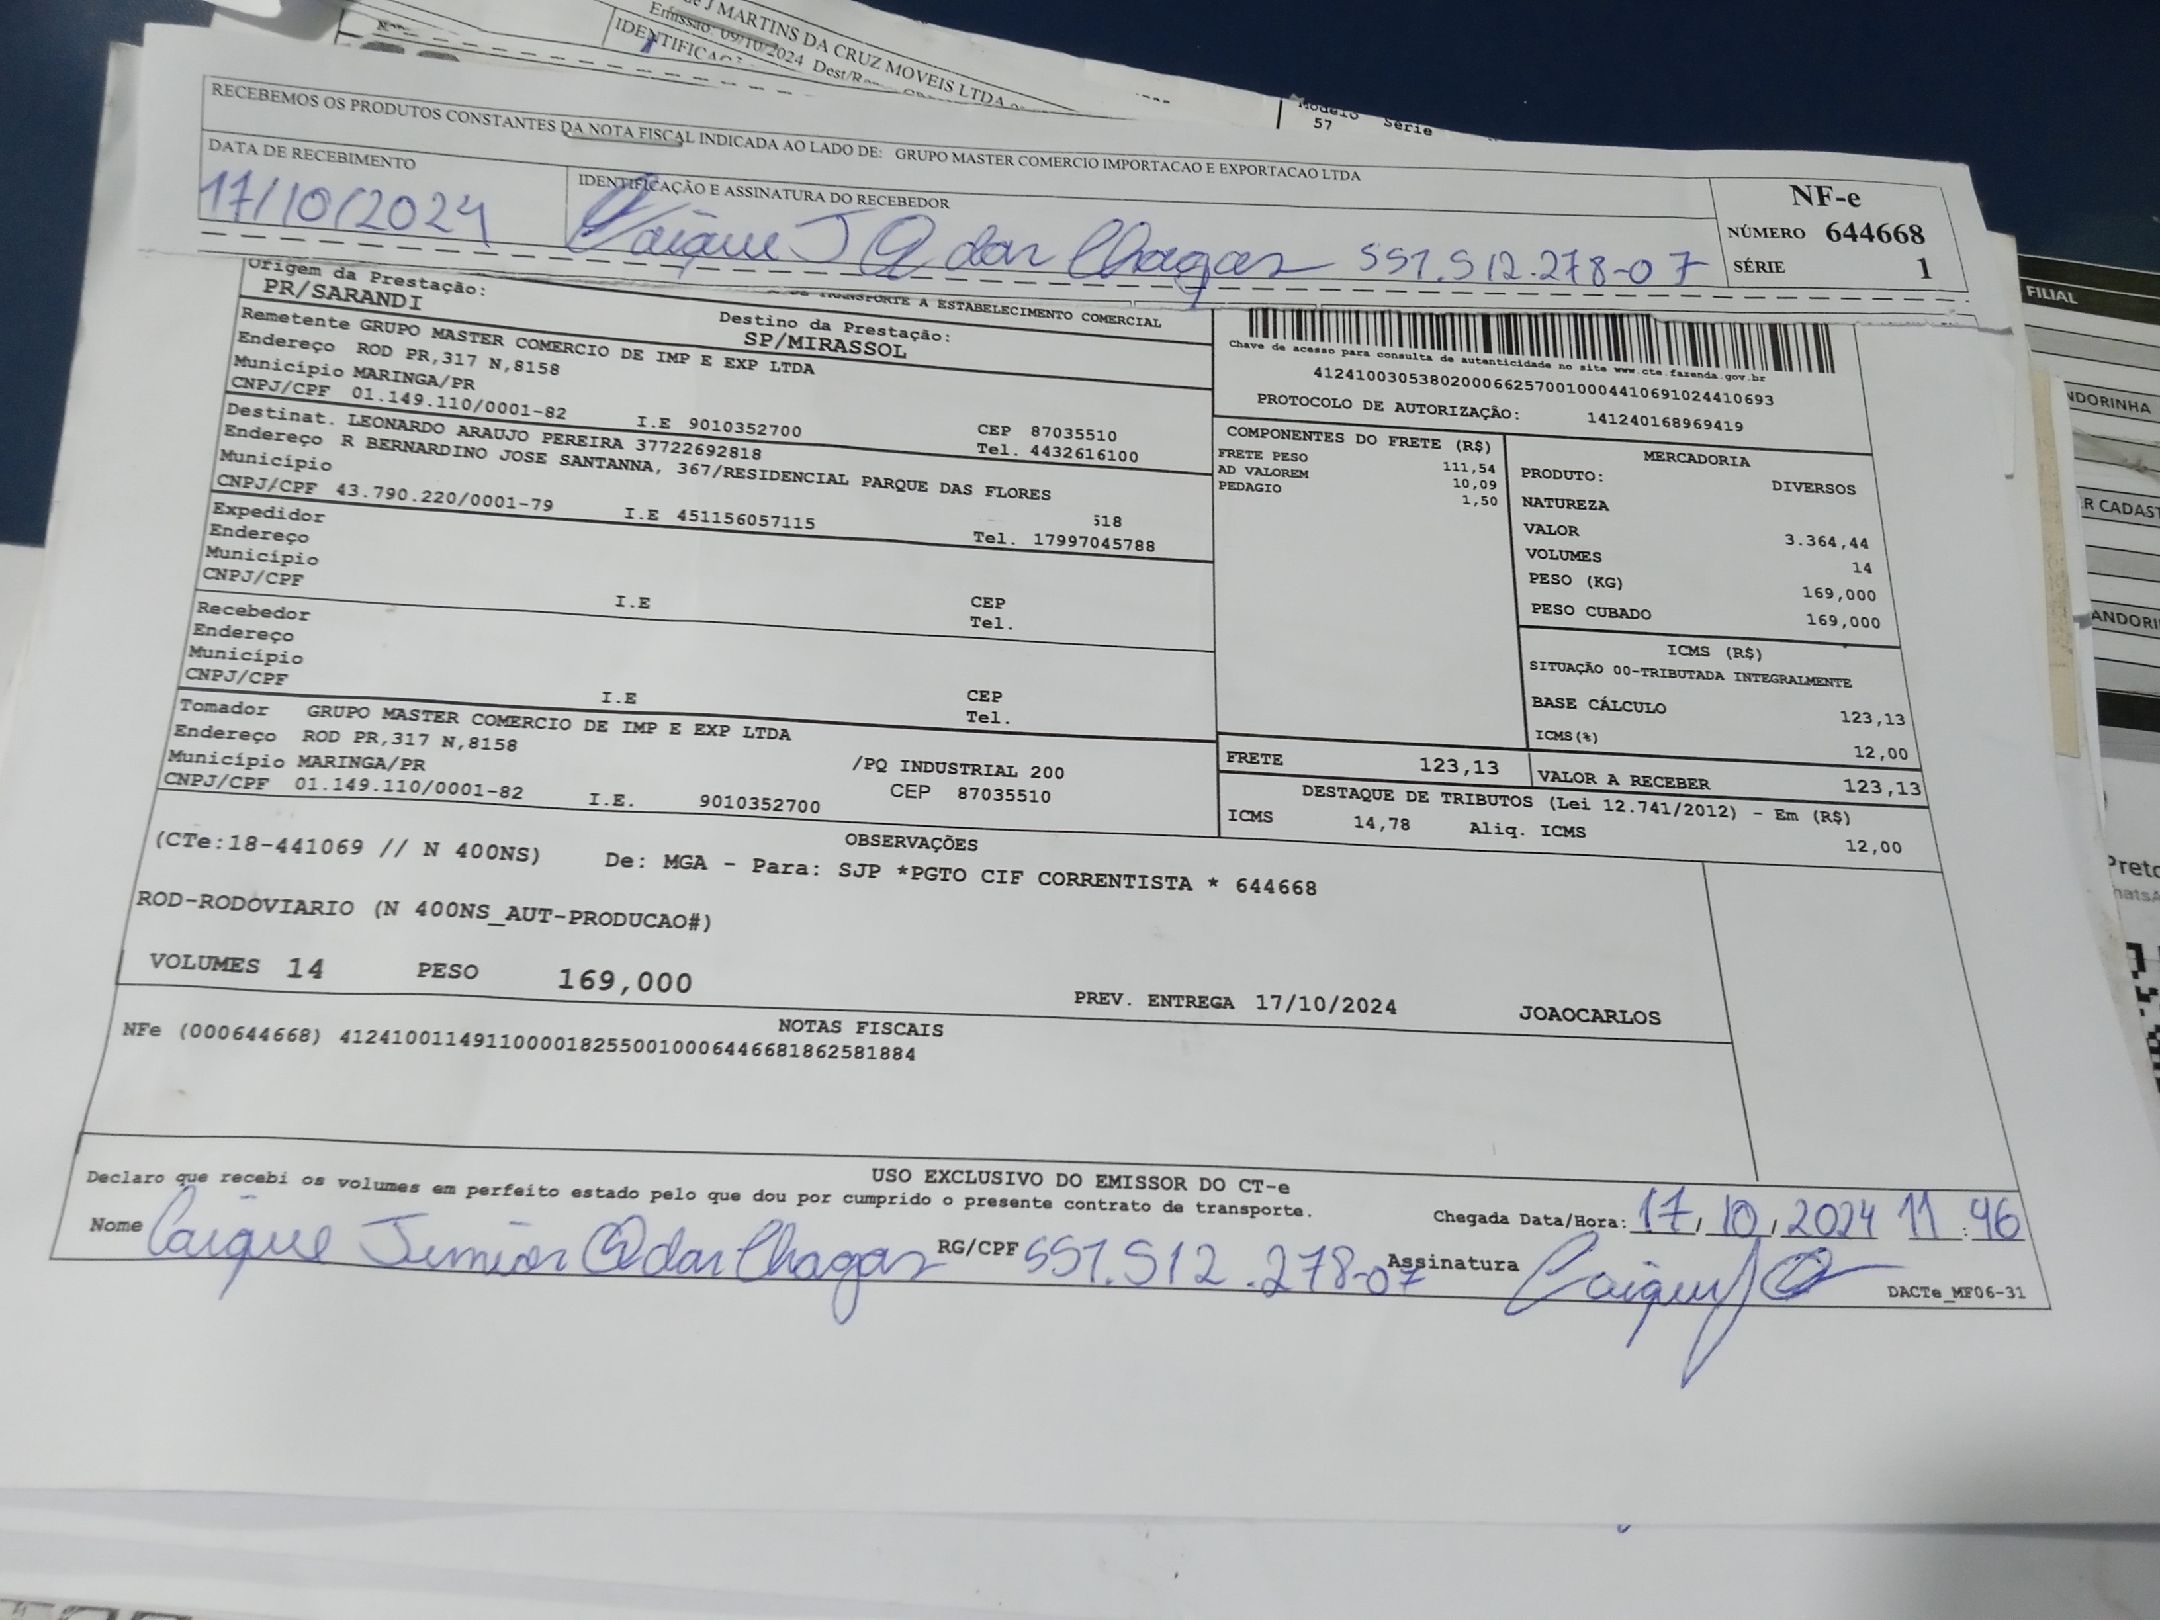 J MARTINS DA CRUZ MOVEIS LTDA
Emissao: 09/10/2024 Dest/R
IDENTIFICAÇ
Modelo Serie
57
RECEBEMOS OS PRODUTOS CONSTANTES DA NOTA FISCAL INDICADA AO LADO DE: GRUPO MASTER COMERCIO IMPORTACAO E EXPORTACAO LTDA
DATA DE RECEBIMENTO
17/10/2024
IDENTIFICAÇÃO E ASSINATURA DO RECEBEDOR
Caique J O das Chagas 551.512.278-07
NF-e
NÚMERO 644668
SÉRIE 1
Origem da Prestação:
PR/SARANDI
TRANSPORTE A ESTABELECIMENTO COMERCIAL
Destino da Prestação:
SP/MIRASSOL
Remetente GRUPO MASTER COMERCIO DE IMP E EXP LTDA
Endereço ROD PR,317 N,8158
Município MARINGA/PR
CNPJ/CPF 01.149.110/0001-82 I.E 9010352700
CEP 87035510
Tel. 4432616100
Destinat. LEONARDO ARAUJO PEREIRA 37722692818
Endereço R BERNARDINO JOSE SANTANNA, 367/RESIDENCIAL PARQUE DAS FLORES
Município
518
CNPJ/CPF 43.790.220/0001-79 I.E 451156057115 Tel. 17997045788
Expedidor
Endereço
Município
CNPJ/CPF
I.E CEP
Tel.
Recebedor
Endereço
Município
CNPJ/CPF
I.E CEP
Tel.
Tomador GRUPO MASTER COMERCIO DE IMP E EXP LTDA
Endereço ROD PR,317 N,8158 /PQ INDUSTRIAL 200
Município MARINGA/PR CEP 87035510
CNPJ/CPF 01.149.110/0001-82 I.E. 9010352700
Chave de acesso para consulta de autenticidade no site www.cte.fazenda.gov.br
41241003053802000662570010004410691024410693
PROTOCOLO DE AUTORIZAÇÃO: 141240168969419
COMPONENTES DO FRETE (R$)
FRETE PESO 111,54
AD VALOREM 10,09
PEDAGIO 1,50
MERCADORIA
PRODUTO: DIVERSOS
NATUREZA
VALOR 3.364,44
VOLUMES 14
PESO (KG) 169,000
PESO CUBADO 169,000
ICMS (R$)
SITUAÇÃO 00-TRIBUTADA INTEGRALMENTE
BASE CÁLCULO 123,13
ICMS(%) 12,00
FRETE 123,13 VALOR A RECEBER 123,13
DESTAQUE DE TRIBUTOS (Lei 12.741/2012) - Em (R$)
ICMS 14,78 Aliq. ICMS 12,00
OBSERVAÇÕES
(CTe:18-441069 // N 400NS) De: MGA - Para: SJP *PGTO CIF CORRENTISTA * 644668
ROD-RODOVIARIO (N 400NS_AUT-PRODUCAO#)
VOLUMES 14 PESO 169,000 PREV. ENTREGA 17/10/2024 JOAOCARLOS
NOTAS FISCAIS
NFe (000644668) 41241001149110000182550010006446681862581884
USO EXCLUSIVO DO EMISSOR DO CT-e
Declaro que recebi os volumes em perfeito estado pelo que dou por cumprido o presente contrato de transporte.
Chegada Data/Hora: 17/10/2024 11:46
Nome Caique Junior O das Chagas RG/CPF 551.512.278-07 Assinatura Caique J O
DACTe_MF06-31
FILIAL
NDORINHA
R CADAST
ANDORI
Preto